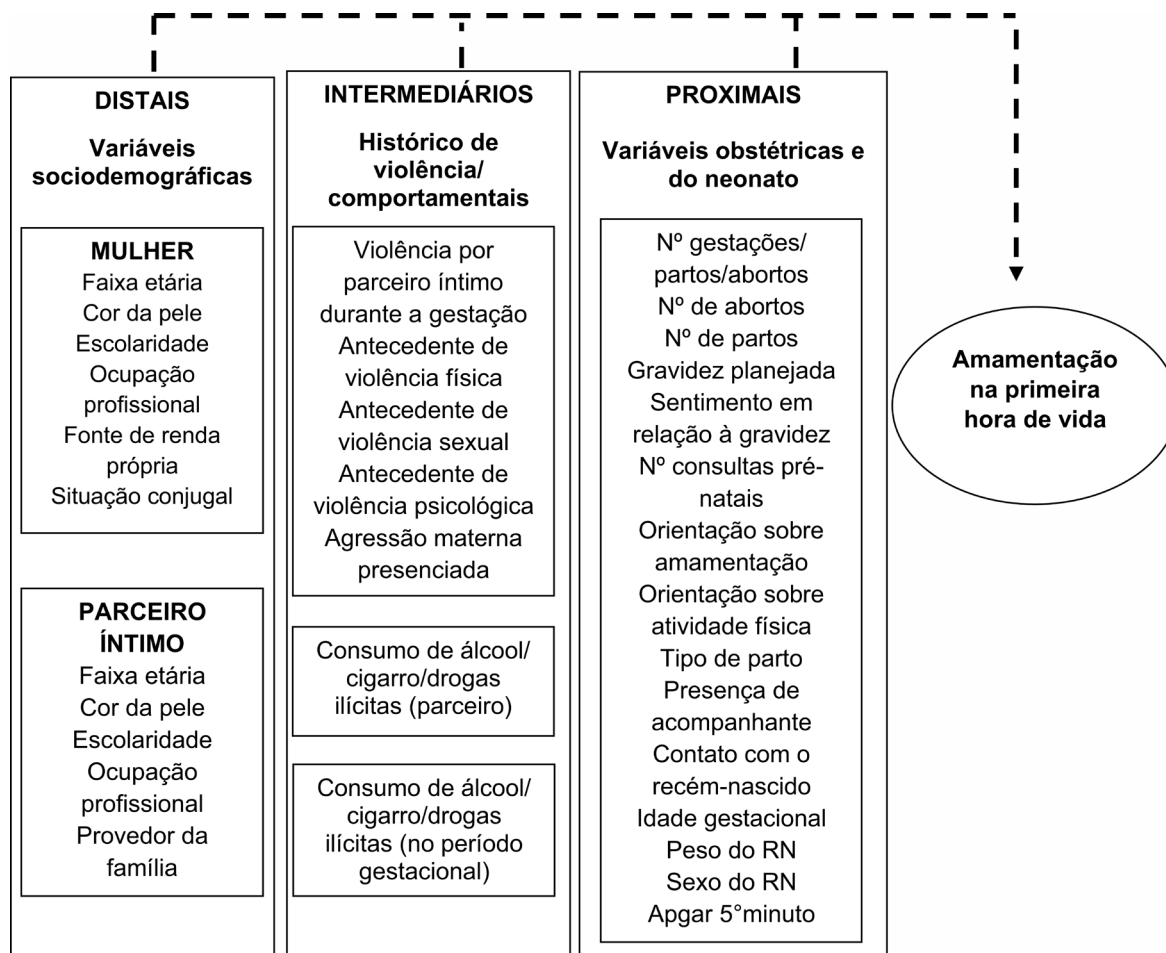 DISTAIS
Variáveis
sociodemográficas
MULHER
Faixa etária
Cor da pele
Escolaridade
Ocupação
profissional
Fonte de renda
própria
Situação conjugal
PARCEIRO
ÍNTIMO
Faixa etária
Cor da pele
Escolaridade
Ocupação
profissional
Provedor da
família
INTERMEDIÁRIOS
Histórico de
violência/
comportamentais
Violência por
parceiro íntimo
durante a gestação
Antecedente de
violência física
Antecedente de
violência sexual
Antecedente de
violência psicológica
Agressão materna
presenciada
Consumo de álcool/
cigarro/drogas
ilícitas (parceiro)
Consumo de álcool/
cigarro/drogas
ilícitas (no período
gestacional)
PROXIMAIS
Variáveis obstétricas e
do neonato
Nº gestações/
partos/abortos
Nº de abortos
Nº de partos
Gravidez planejada
Sentimento em
relação à gravidez
Nº consultas pré-
natais
Orientação sobre
amamentação
Orientação sobre
atividade física
Tipo de parto
Presença de
acompanhante
Contato com o
recém-nascido
Idade gestacional
Peso do RN
Sexo do RN
Apgar 5°minuto
Amamentação
na primeira
hora de vida